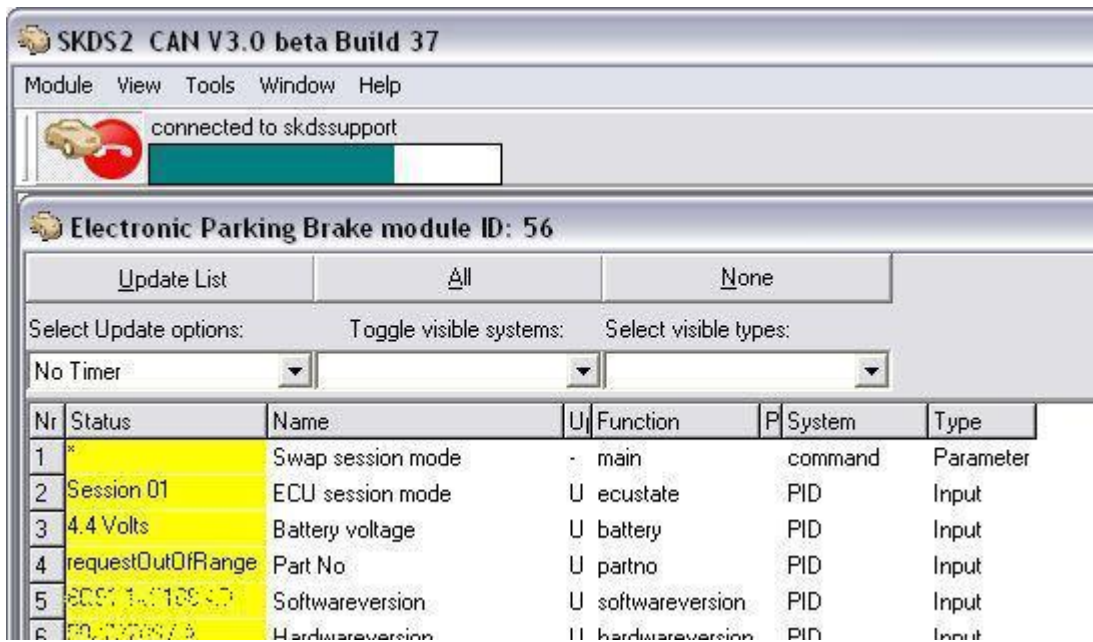 SKDS2 CAN V3.0 beta Build 37
Module View Tools Window Help
connected to skdssupport
Electronic Parking Brake module ID: 56
Update List All None
Select Update options: Toggle visible systems: Select visible types:
No Timer
Nr Status Name U Function P System Type
1 * Swap session mode - main command Parameter
2 Session 01 ECU session mode U ecustate PID Input
3 4.4 Volts Battery voltage U battery PID Input
4 requestOutOfRange Part No U partno PID Input
5 Softwareversion U softwareversion PID Input
6 Hardwareversion U hardwareversion PID Input